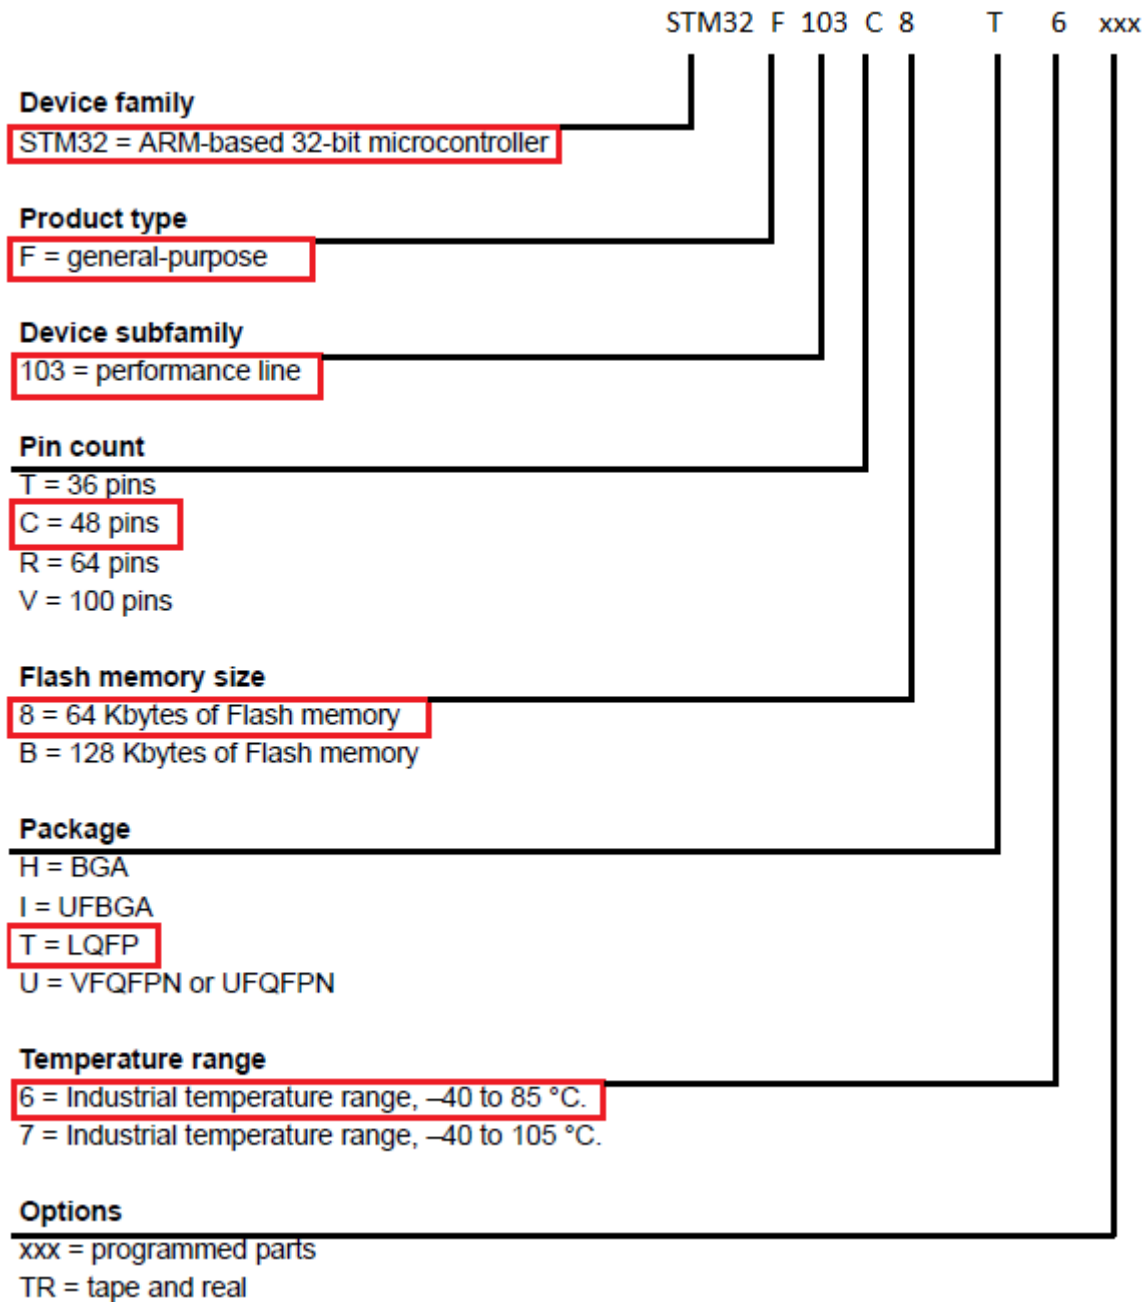 STM32 F 103 C 8 T 6 xxx
Device family
STM32 = ARM-based 32-bit microcontroller
Product type
F = general-purpose
Device subfamily
103 = performance line
Pin count
T = 36 pins
C = 48 pins
R = 64 pins
V = 100 pins
Flash memory size
8 = 64 Kbytes of Flash memory
B = 128 Kbytes of Flash memory
Package
H = BGA
I = UFBGA
T = LQFP
U = VFQFPN or UFQFPN
Temperature range
6 = Industrial temperature range, –40 to 85 °C.
7 = Industrial temperature range, –40 to 105 °C.
Options
xxx = programmed parts
TR = tape and real